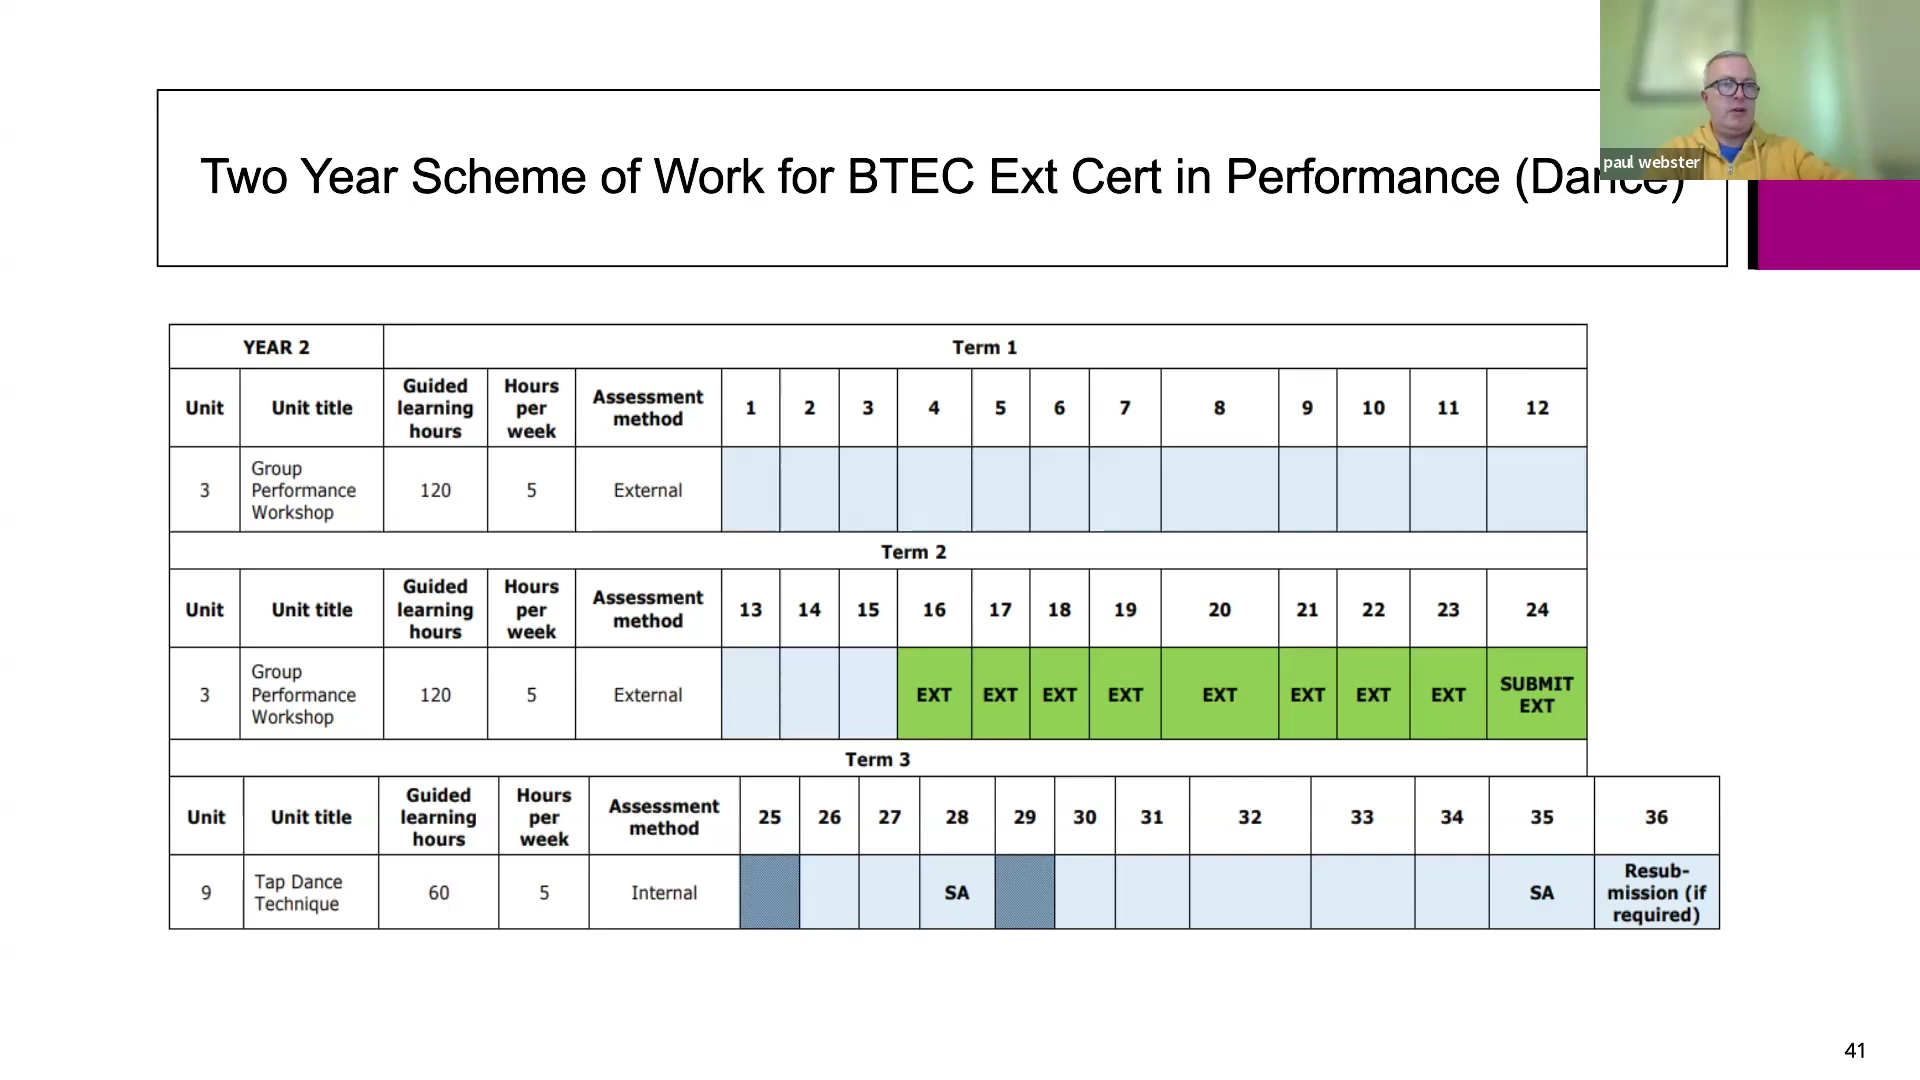 paul webster
Two Year Scheme of Work for BTEC Ext Cert in Performance (Dance)
YEAR 2 Term 1
Unit Unit title Guided learning hours Hours per week Assessment method 1 2 3 4 5 6 7 8 9 10 11 12
3 Group Performance Workshop 120 5 External
Term 2
Unit Unit title Guided learning hours Hours per week Assessment method 13 14 15 16 17 18 19 20 21 22 23 24
3 Group Performance Workshop 120 5 External EXT EXT EXT EXT EXT EXT EXT EXT SUBMIT EXT
Term 3
Unit Unit title Guided learning hours Hours per week Assessment method 25 26 27 28 29 30 31 32 33 34 35 36
9 Tap Dance Technique 60 5 Internal SA SA Resub-mission (if required)
41